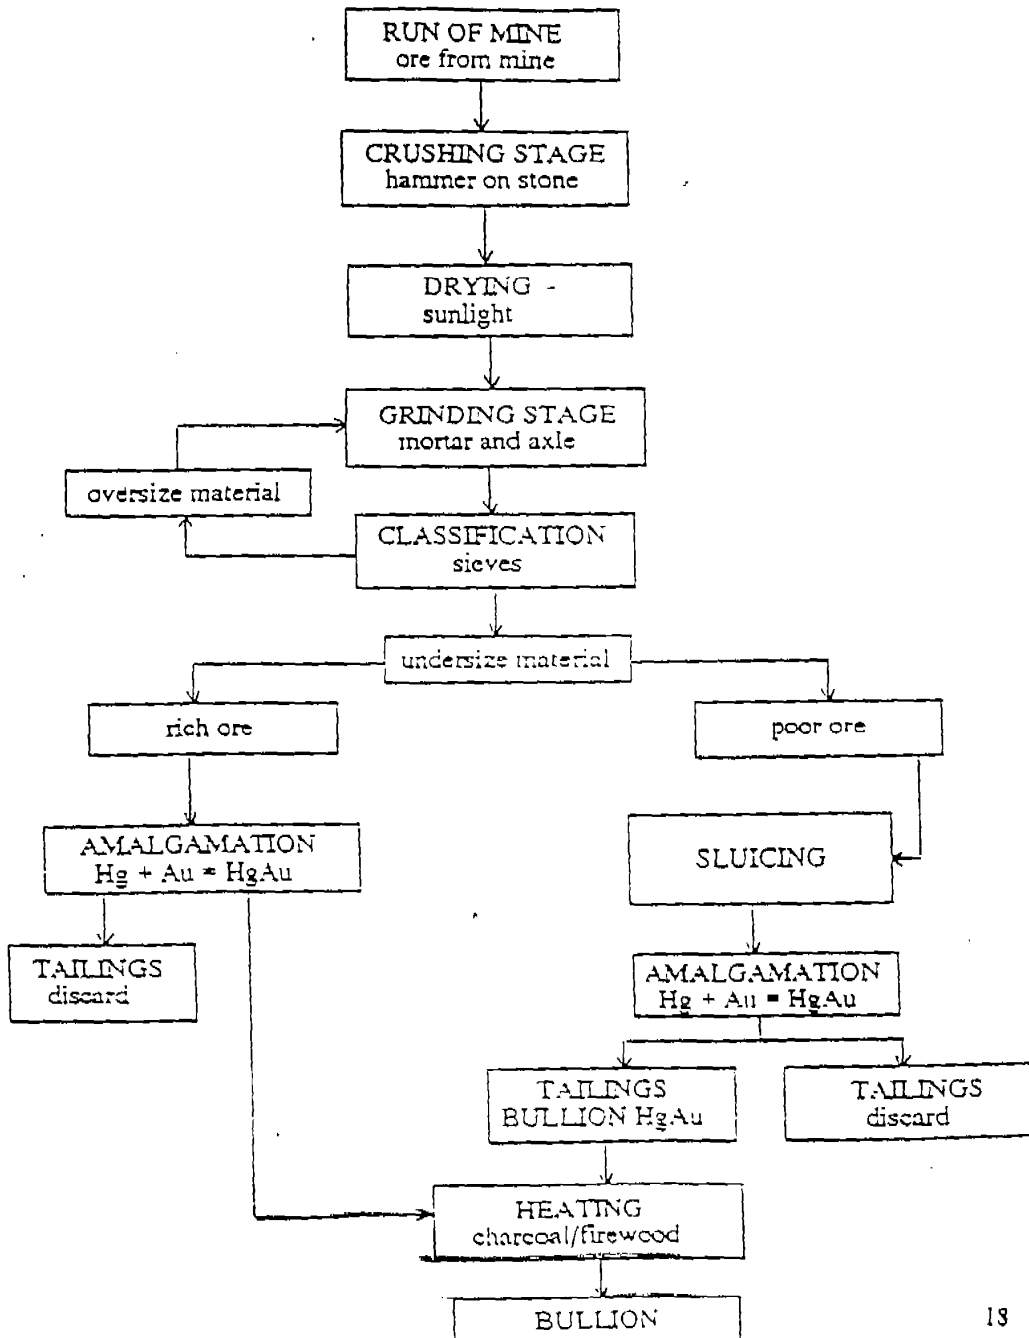 RUN OF MINE
ore from mine
CRUSHING STAGE
hammer on stone
DRYING -
sunlight
GRINDING STAGE
mortar and axle
oversize material
CLASSIFICATION
sieves
undersize material
rich ore
poor ore
AMALGAMATION
Hg + Au = HgAu
SLUICING
TAILINGS
discard
AMALGAMATION
Hg + Au = HgAu
TAILINGS
BULLION HgAu
TAILINGS
discard
HEATING
charcoal/firewood
BULLION
18